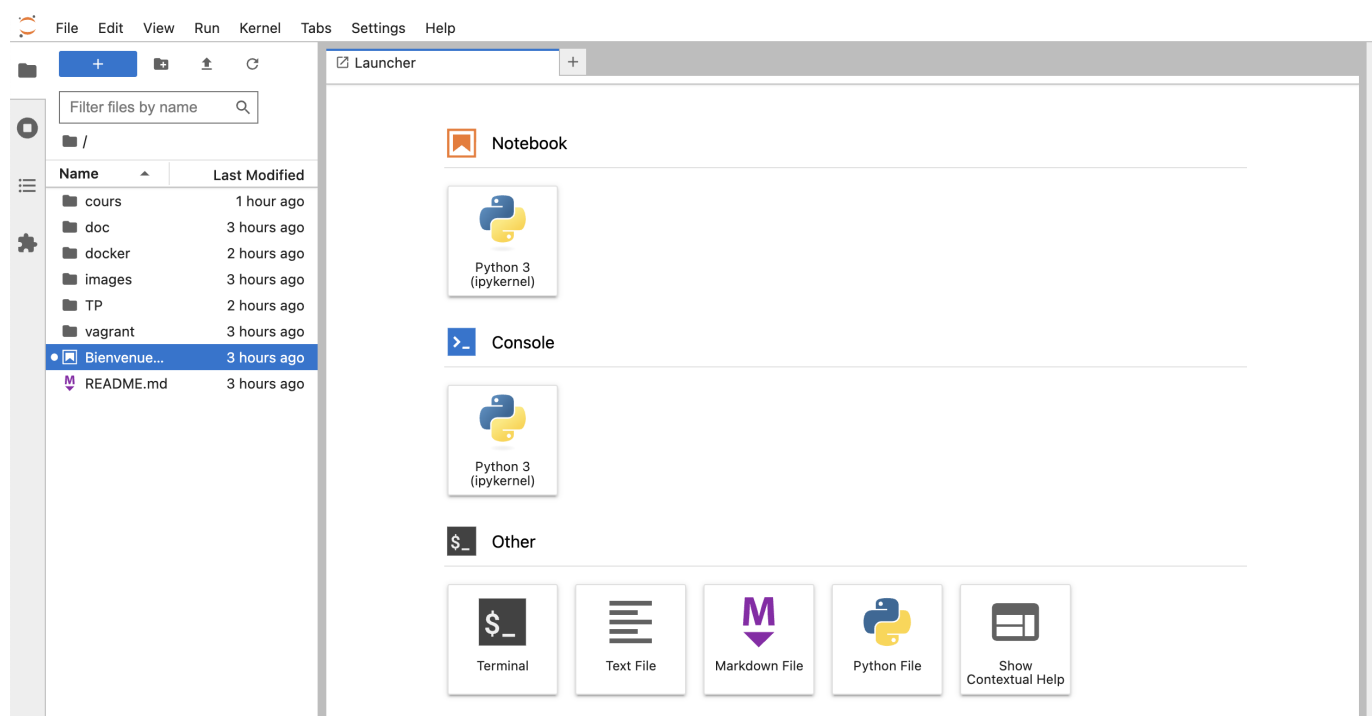 File Edit View Run Kernel Tabs Settings Help
+
Launcher
+
Filter files by name
/
Name Last Modified
cours 1 hour ago
doc 3 hours ago
docker 2 hours ago
images 3 hours ago
TP 2 hours ago
vagrant 3 hours ago
Bienvenue... 3 hours ago
M README.md 3 hours ago
Notebook
Python 3
(ipykernel)
>_ Console
Python 3
(ipykernel)
$_ Other
$_
Terminal
Text File
M
Markdown File
Python File
Show
Contextual Help